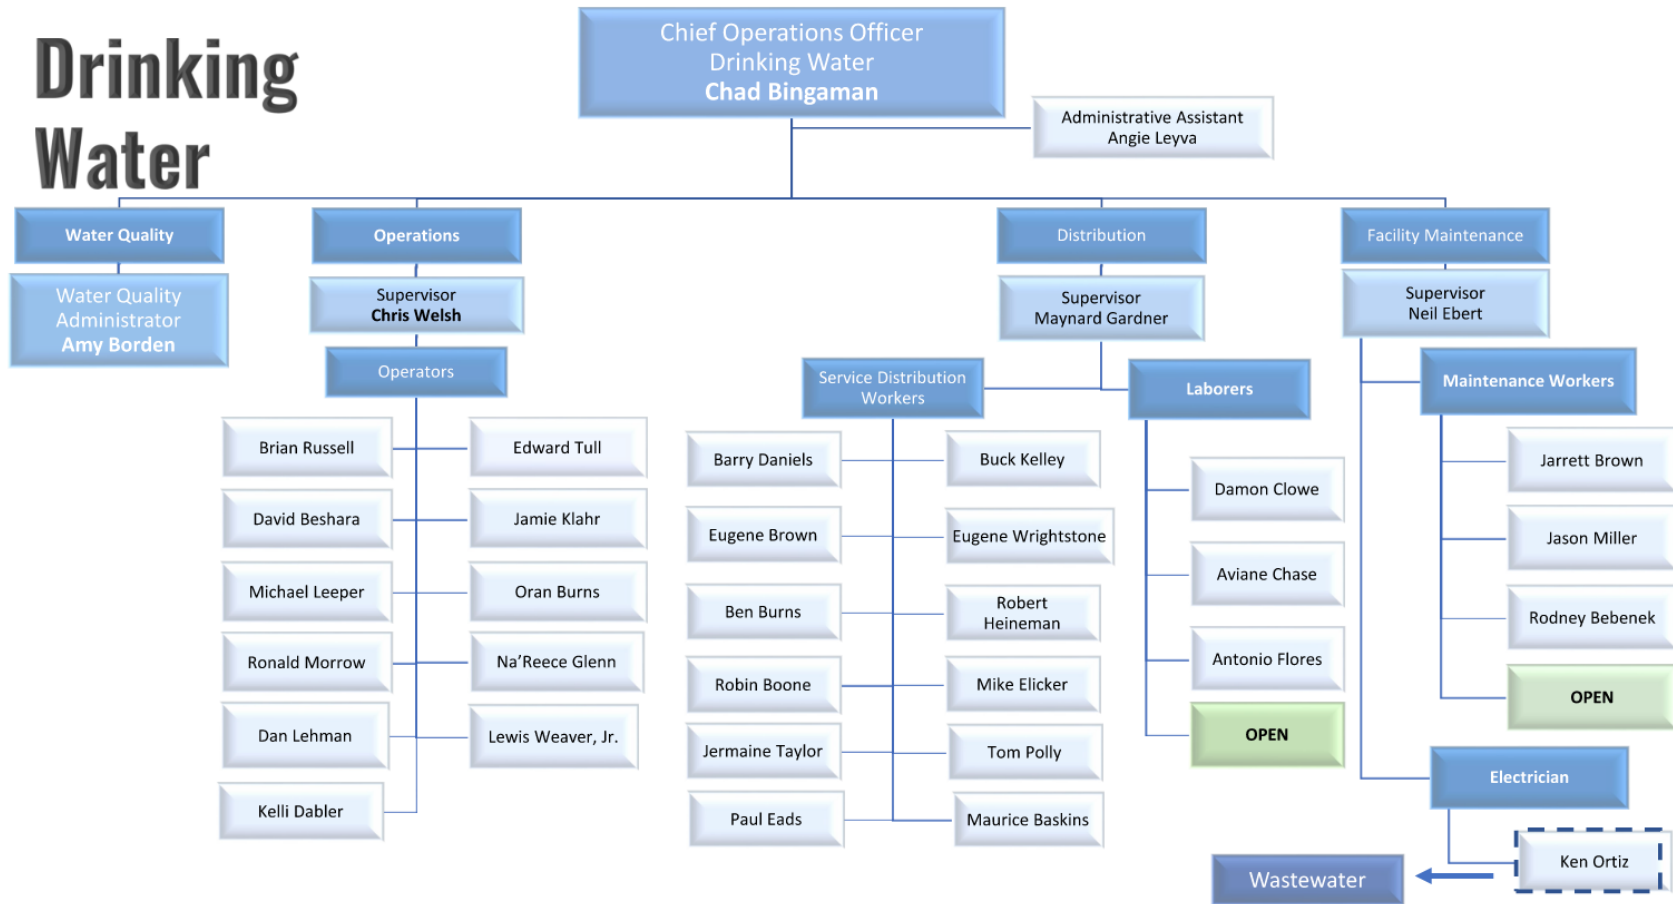 Drinking
Water
Chief Operations Officer
Drinking Water
Chad Bingaman
Administrative Assistant
Angie Leyva
Water Quality
Water Quality
Administrator
Amy Borden
Operations
Supervisor
Chris Welsh
Operators
Brian Russell
Edward Tull
David Beshara
Jamie Klahr
Michael Leeper
Oran Burns
Ronald Morrow
Na'Reece Glenn
Dan Lehman
Lewis Weaver, Jr.
Kelli Dabler
Distribution
Supervisor
Maynard Gardner
Service Distribution
Workers
Barry Daniels
Buck Kelley
Eugene Brown
Eugene Wrightstone
Ben Burns
Robert
Heineman
Robin Boone
Mike Elicker
Jermaine Taylor
Tom Polly
Paul Eads
Maurice Baskins
Laborers
Damon Clowe
Aviane Chase
Antonio Flores
OPEN
Facility Maintenance
Supervisor
Neil Ebert
Maintenance Workers
Jarrett Brown
Jason Miller
Rodney Bebenek
OPEN
Electrician
Ken Ortiz
Wastewater